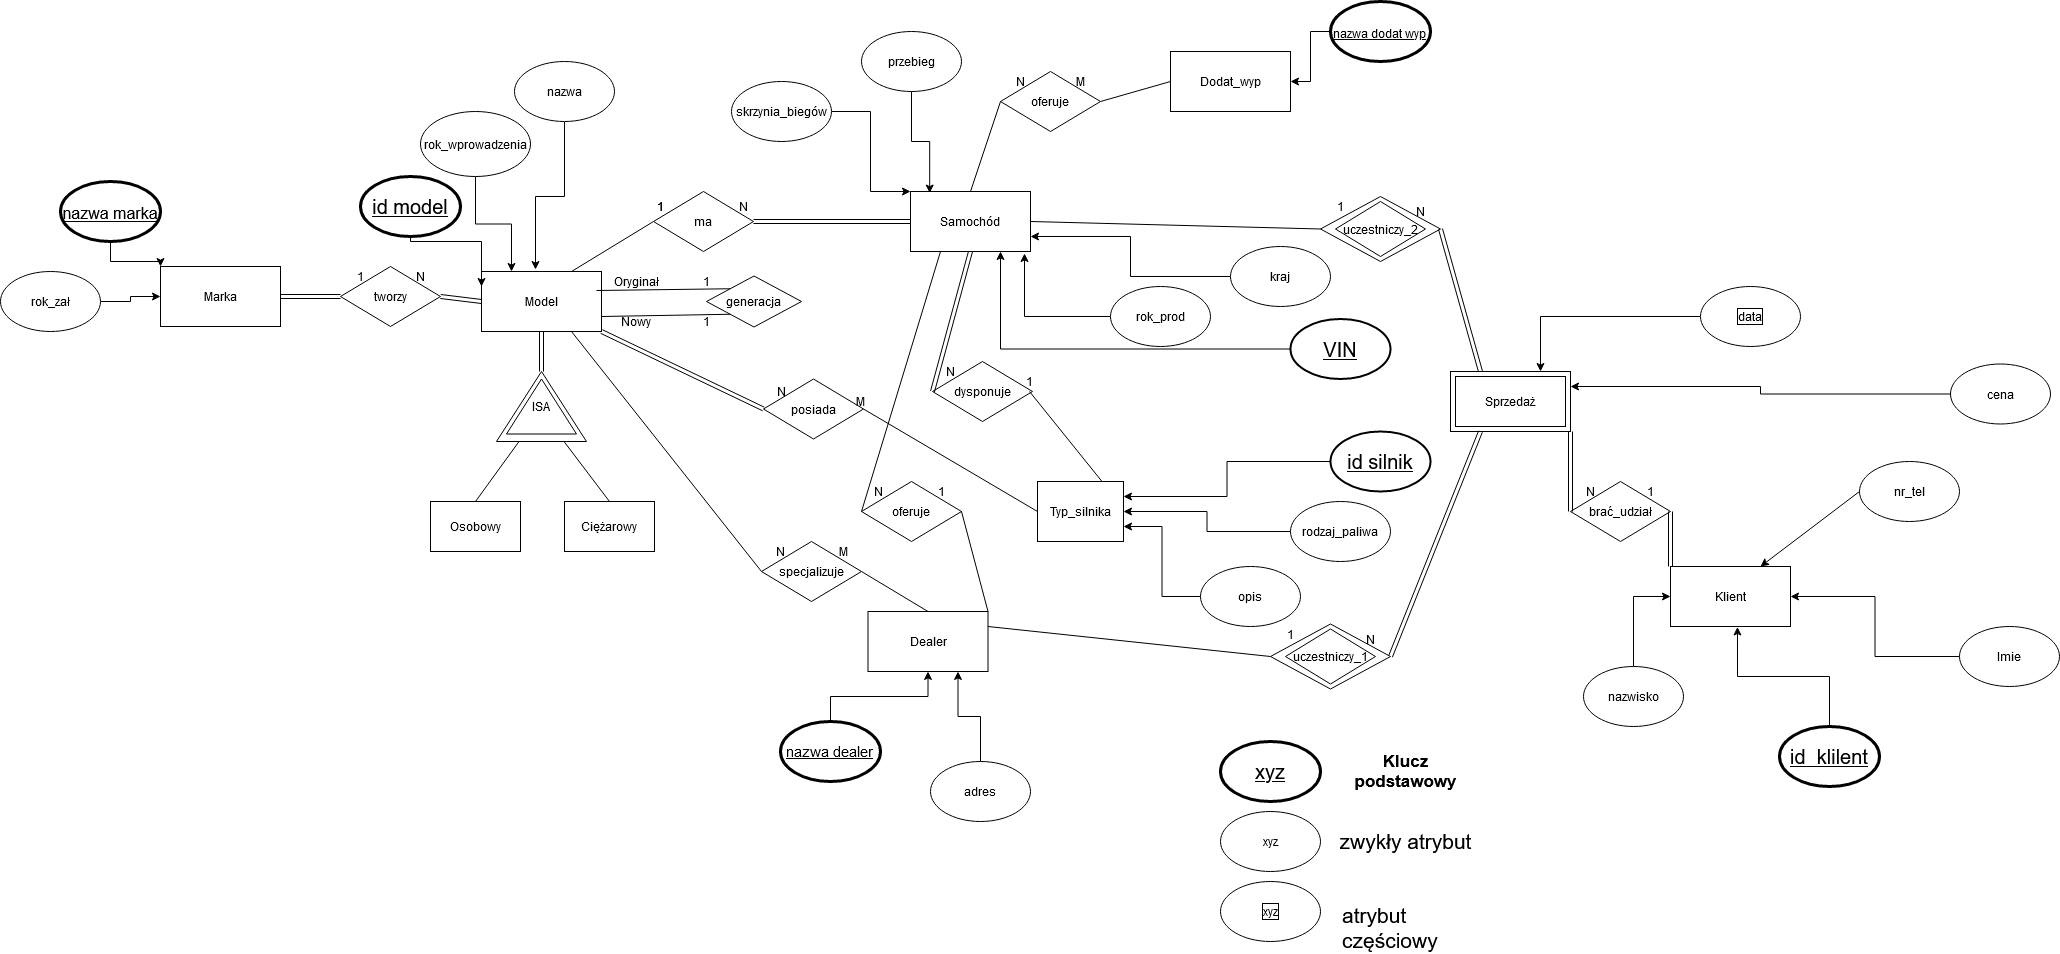 nazwa dodat wyp
przebieg
N
M
Dodat_wyp
nazwa
oferuje
skrzynia_biegów
rok_wprowadzenia
nazwa marka
id model
1
N
Samochód
1
N
ma
uczestniczy_2
Marka
1
N
tworzy
rok_zał
Model
Oryginał
1
generacja
Nowy
1
kraj
rok_prod
data
VIN
ISA
N
M
posiada
N
1
dysponuje
Sprzedaż
cena
id silnik
Osobowy
Ciężarowy
N
1
oferuje
Typ_silnika
rodzaj_paliwa
N
1
brać_udział
nr_tel
N
M
specjalizuje
opis
Klient
Dealer
1
N
uczestniczy_1
Imie
nazwisko
nazwa dealer
adres
id_klilent
xyz
Klucz
podstawowy
xyz
zwykły atrybut
xyz
atrybut
częściowy